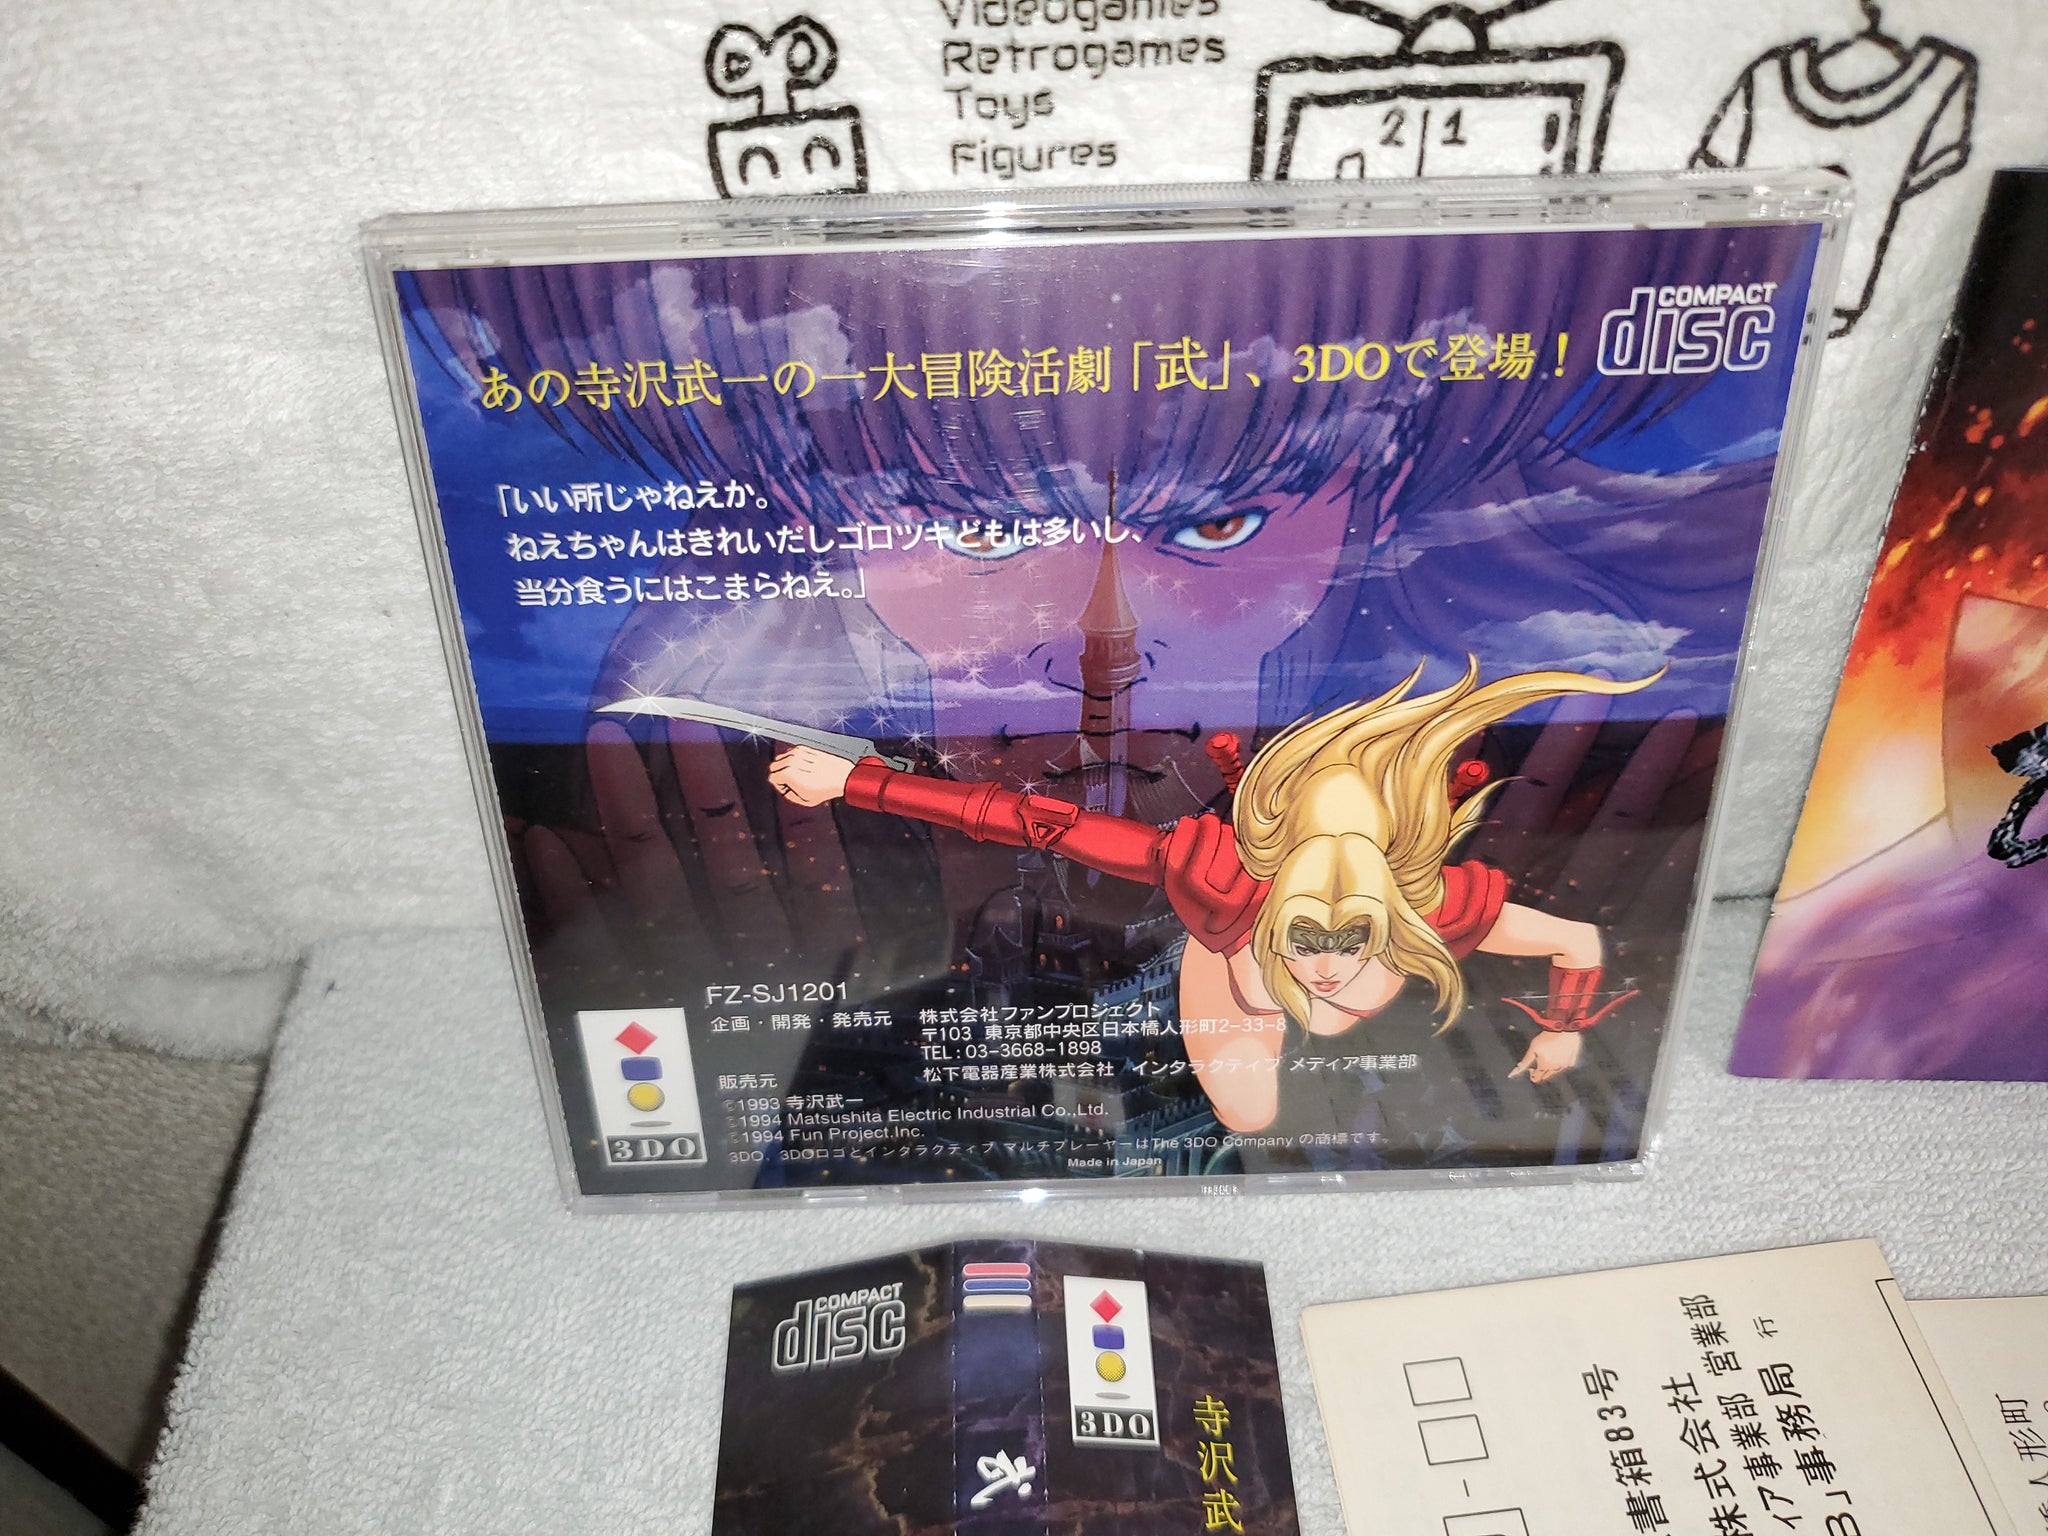 Videogames
Retrogames
Toys
Figures
2 1
COMPACT
disc
あの寺沢武一の一大冒険活劇「武」、3DOで登場！
「いい所じゃねえか。
ねえちゃんはきれいだしゴロツキどもは多いし、
当分食うにはこまらねえ。」
FZ-SJ1201
企画・開発・発売元 株式会社ファンプロジェクト
〒103 東京都中央区日本橋人形町2-33-8
TEL:03-3668-1898
販売元 松下電器産業株式会社 インタラクティブ メディア事業部
©1993 寺沢武一
©1994 Matsushita Electric Industrial Co.,Ltd.
©1994 Fun Project.Inc.
3DO、3DOロゴとインタラクティブ マルチプレーヤーはThe 3DO Company の商標です。
Made in Japan
3DO
COMPACT
disc
武
3DO
寺沢武
書箱83号
株式会社
営業部
イア事業部
事務局
行
人形町